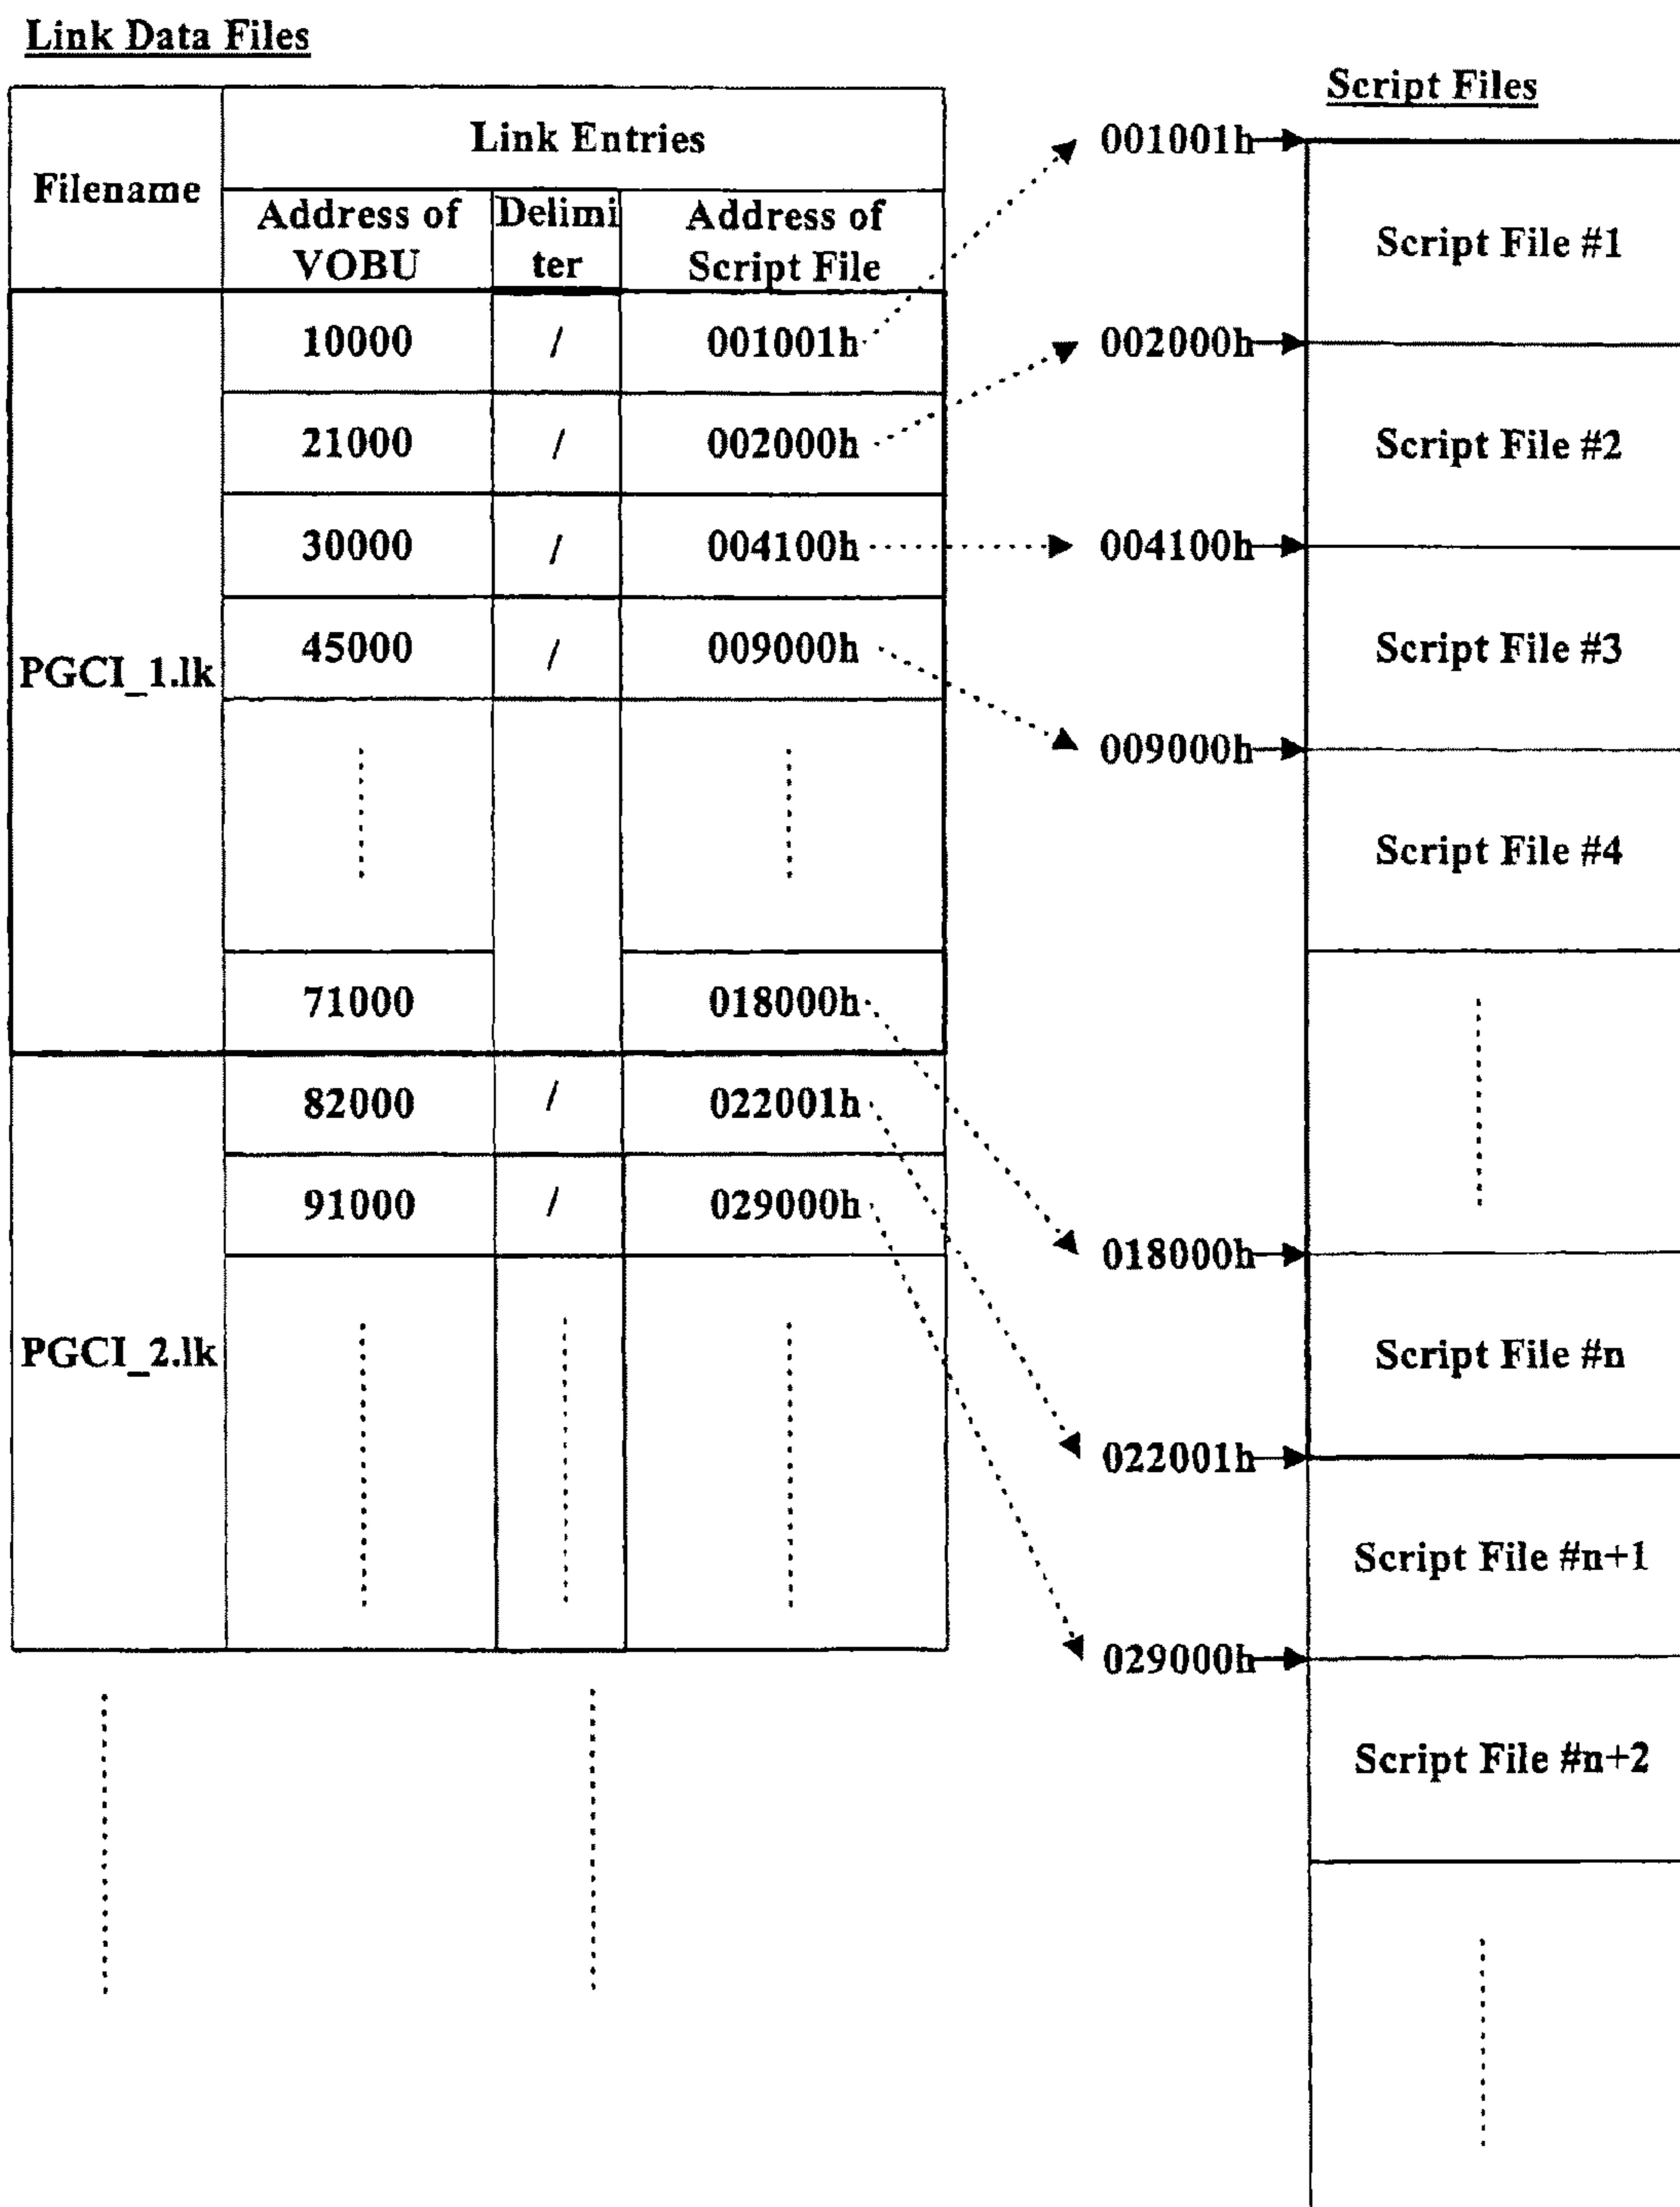 Link Data Files
Filename
Link Entries
Address of
VOBU
Delimi
ter
Address of
Script File
PGCI_1.lk
10000 / 001001h
21000 / 002000h
30000 / 004100h
45000 / 009000h
71000 018000h
PGCI_2.lk
82000 / 022001h
91000 / 029000h
Script Files
001001h
Script File #1
002000h
Script File #2
004100h
Script File #3
009000h
Script File #4
018000h
Script File #n
022001h
Script File #n+1
029000h
Script File #n+2